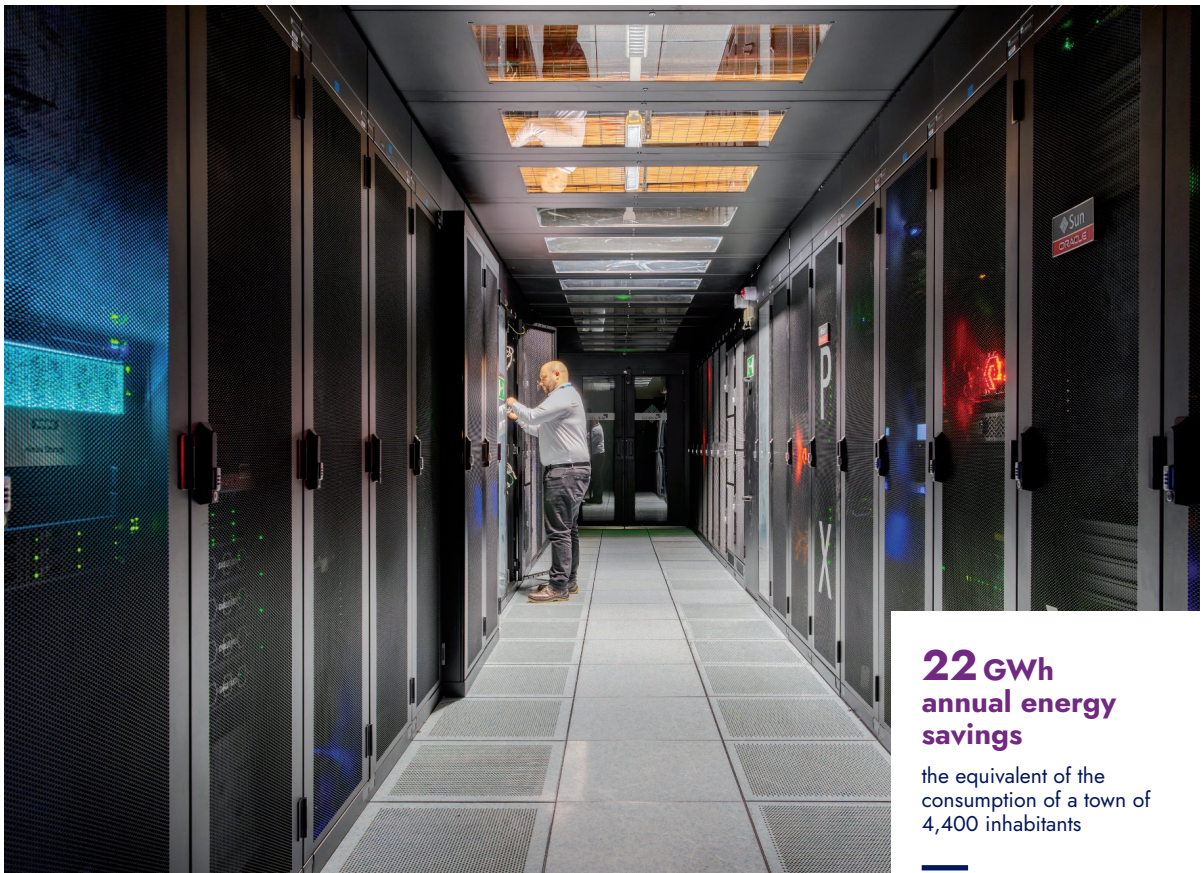 Sun
ORACLE
P
X
22 GWh
annual energy
savings
the equivalent of the
consumption of a town of
4,400 inhabitants